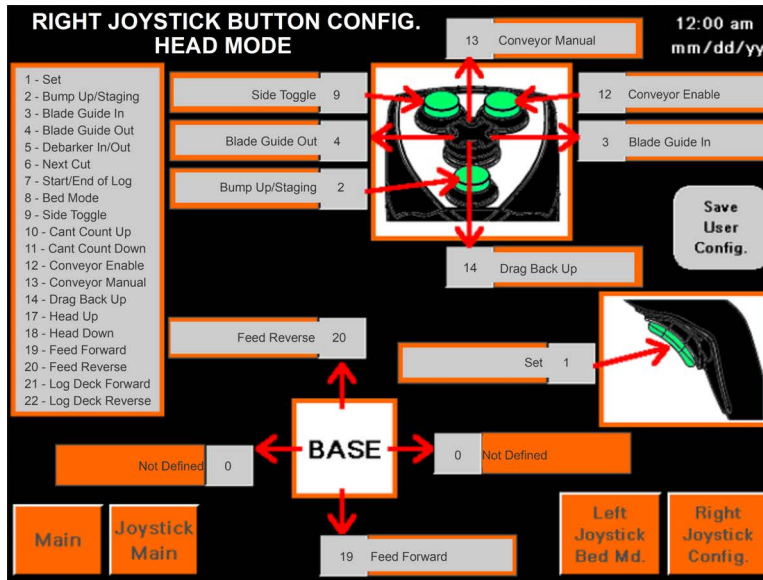 RIGHT JOYSTICK BUTTON CONFIG.
HEAD MODE
12:00 am
mm/dd/yy
13 Conveyor Manual
1 - Set
2 - Bump Up/Staging
3 - Blade Guide In
4 - Blade Guide Out
5 - Debarker In/Out
6 - Next Cut
7 - Start/End of Log
8 - Bed Mode
9 - Side Toggle
10 - Cant Count Up
11 - Cant Count Down
12 - Conveyor Enable
13 - Conveyor Manual
14 - Drag Back Up
17 - Head Up
18 - Head Down
19 - Feed Forward
20 - Feed Reverse
21 - Log Deck Forward
22 - Log Deck Reverse
Side Toggle 9
12 Conveyor Enable
Blade Guide Out 4
3 Blade Guide In
Bump Up/Staging 2
Save
User
Config.
14 Drag Back Up
Feed Reverse 20
Set 1
BASE
Not Defined 0
0 Not Defined
19 Feed Forward
Main
Joystick
Main
Left
Joystick
Bed Md.
Right
Joystick
Config.